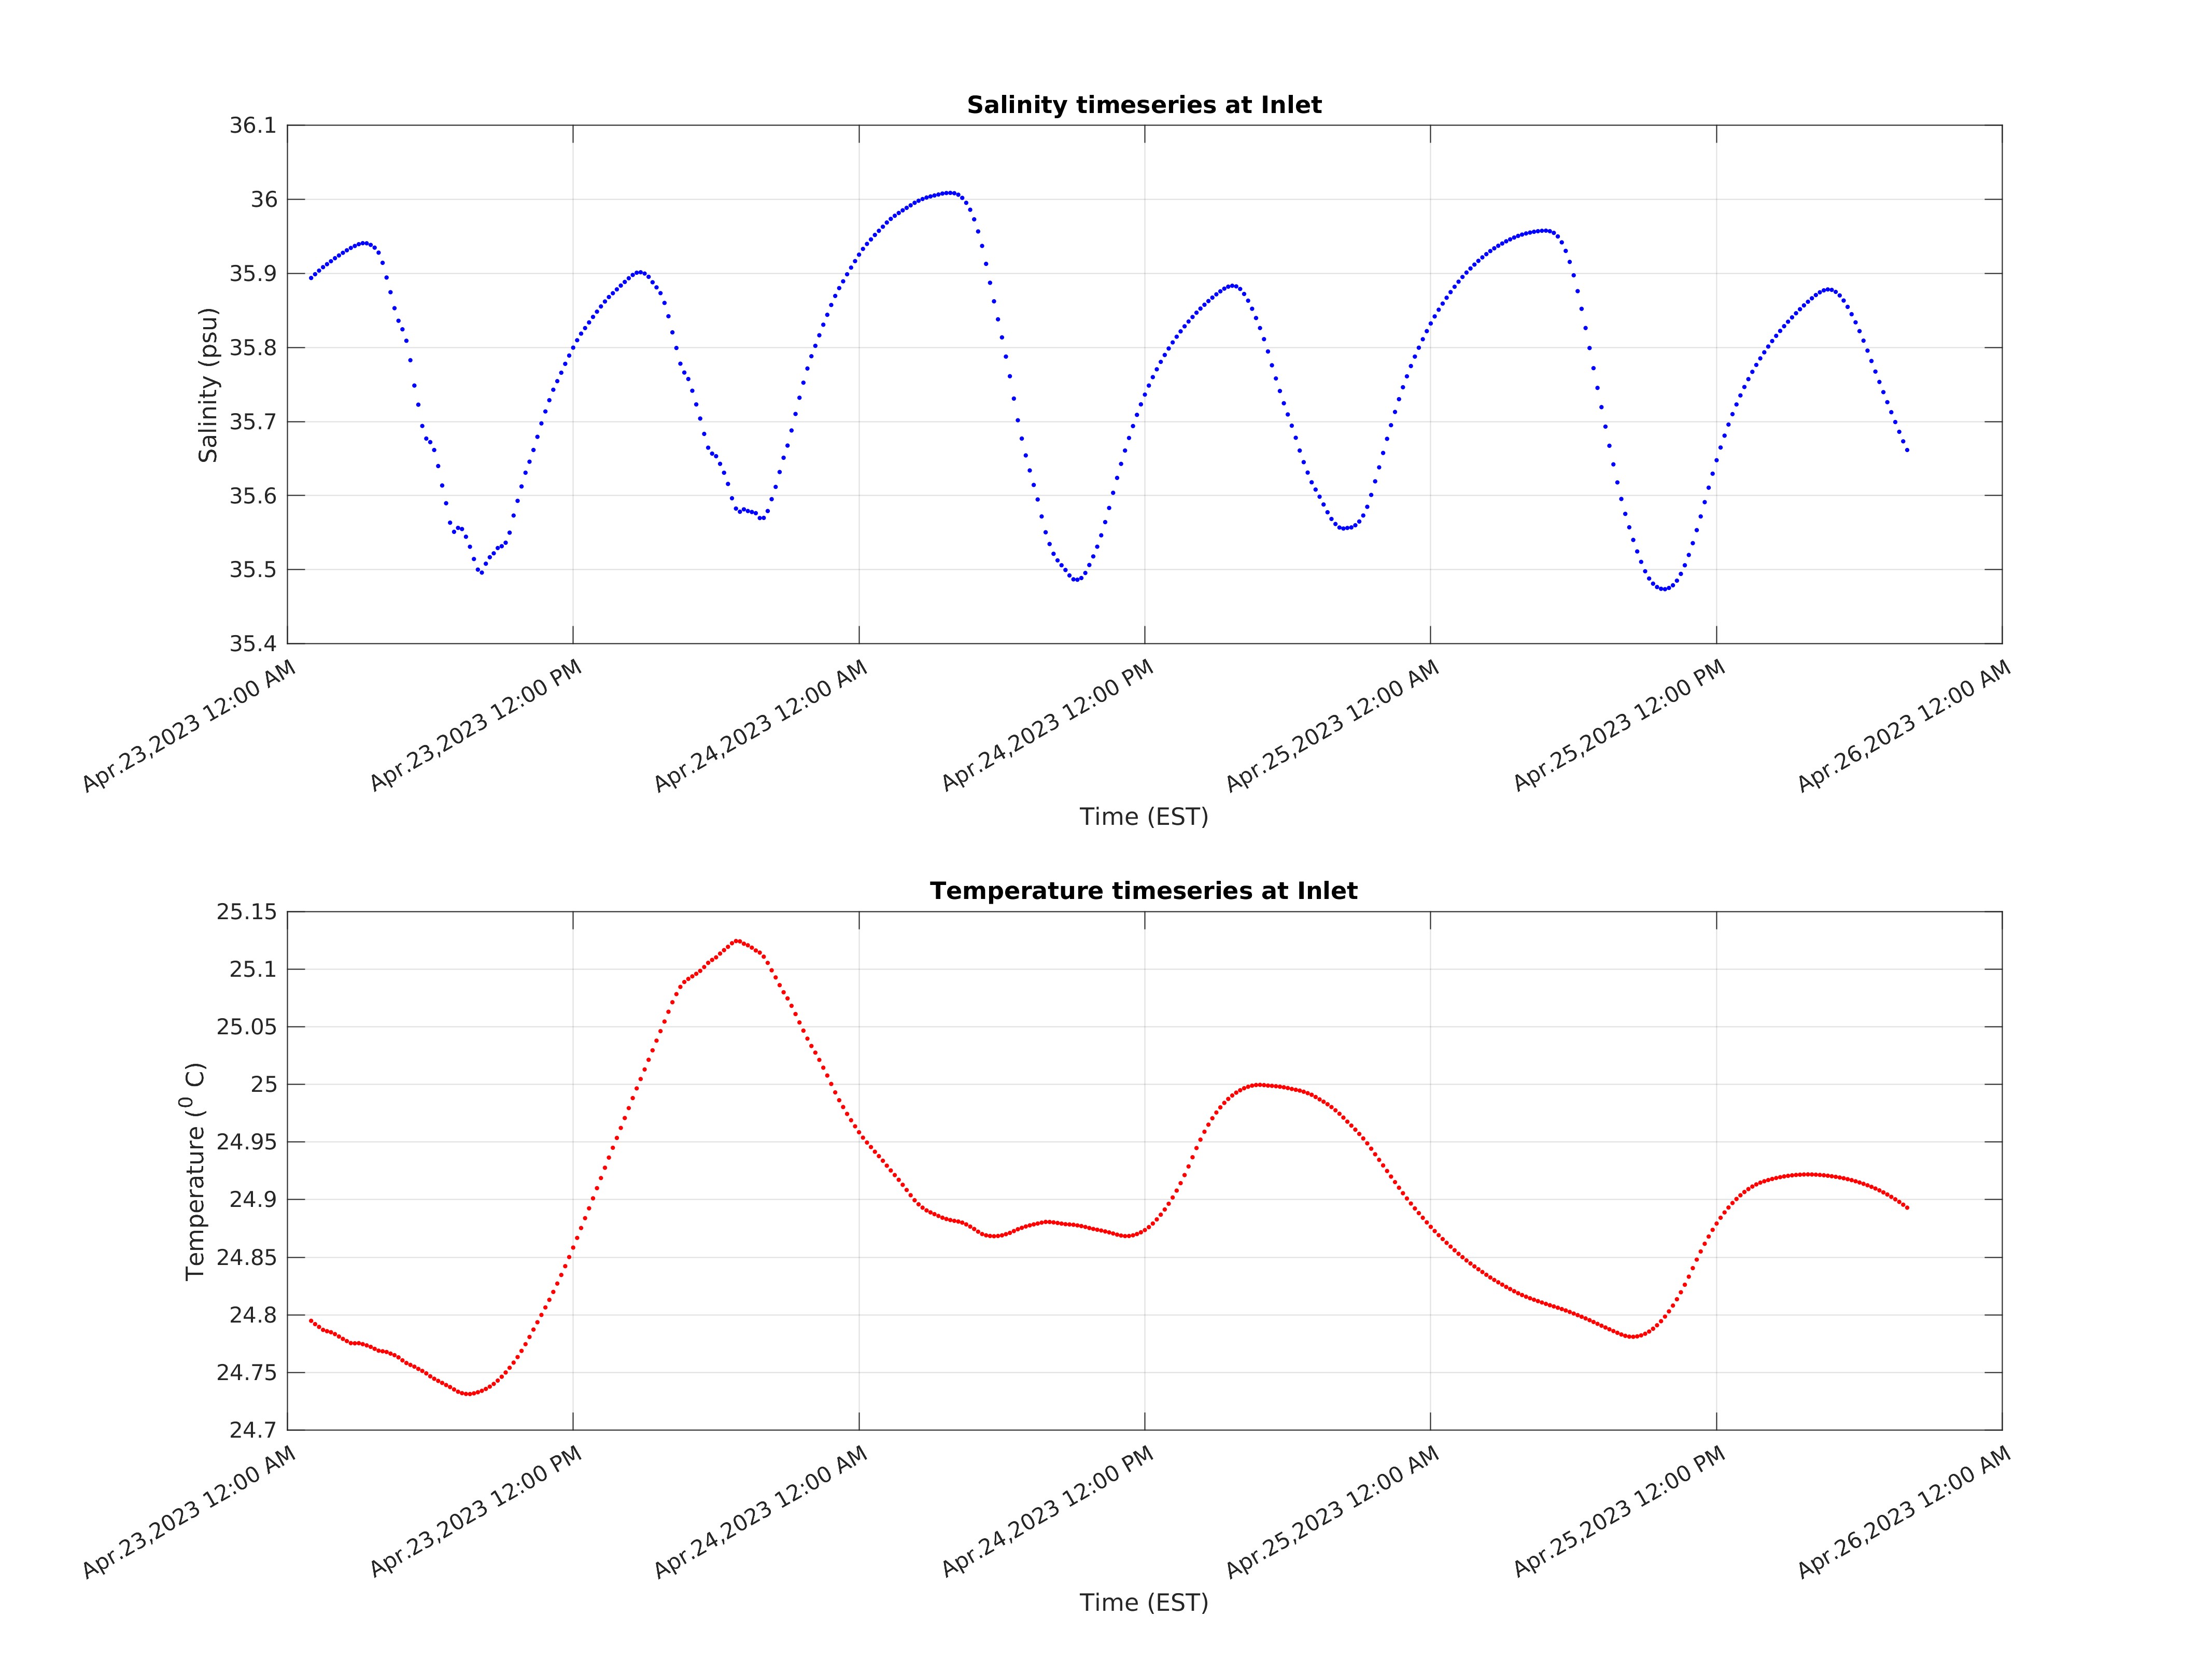 Salinity timeseries at Inlet
Salinity (psu)
36.1
36
35.9
35.8
35.7
35.6
35.5
35.4
Apr.23,2023 12:00 AM
Apr.23,2023 12:00 PM
Apr.24,2023 12:00 AM
Apr.24,2023 12:00 PM
Apr.25,2023 12:00 AM
Apr.25,2023 12:00 PM
Apr.26,2023 12:00 AM
Time (EST)
Temperature timeseries at Inlet
Temperature (⁰ C)
25.15
25.1
25.05
25
24.95
24.9
24.85
24.8
24.75
24.7
Apr.23,2023 12:00 AM
Apr.23,2023 12:00 PM
Apr.24,2023 12:00 AM
Apr.24,2023 12:00 PM
Apr.25,2023 12:00 AM
Apr.25,2023 12:00 PM
Apr.26,2023 12:00 AM
Time (EST)